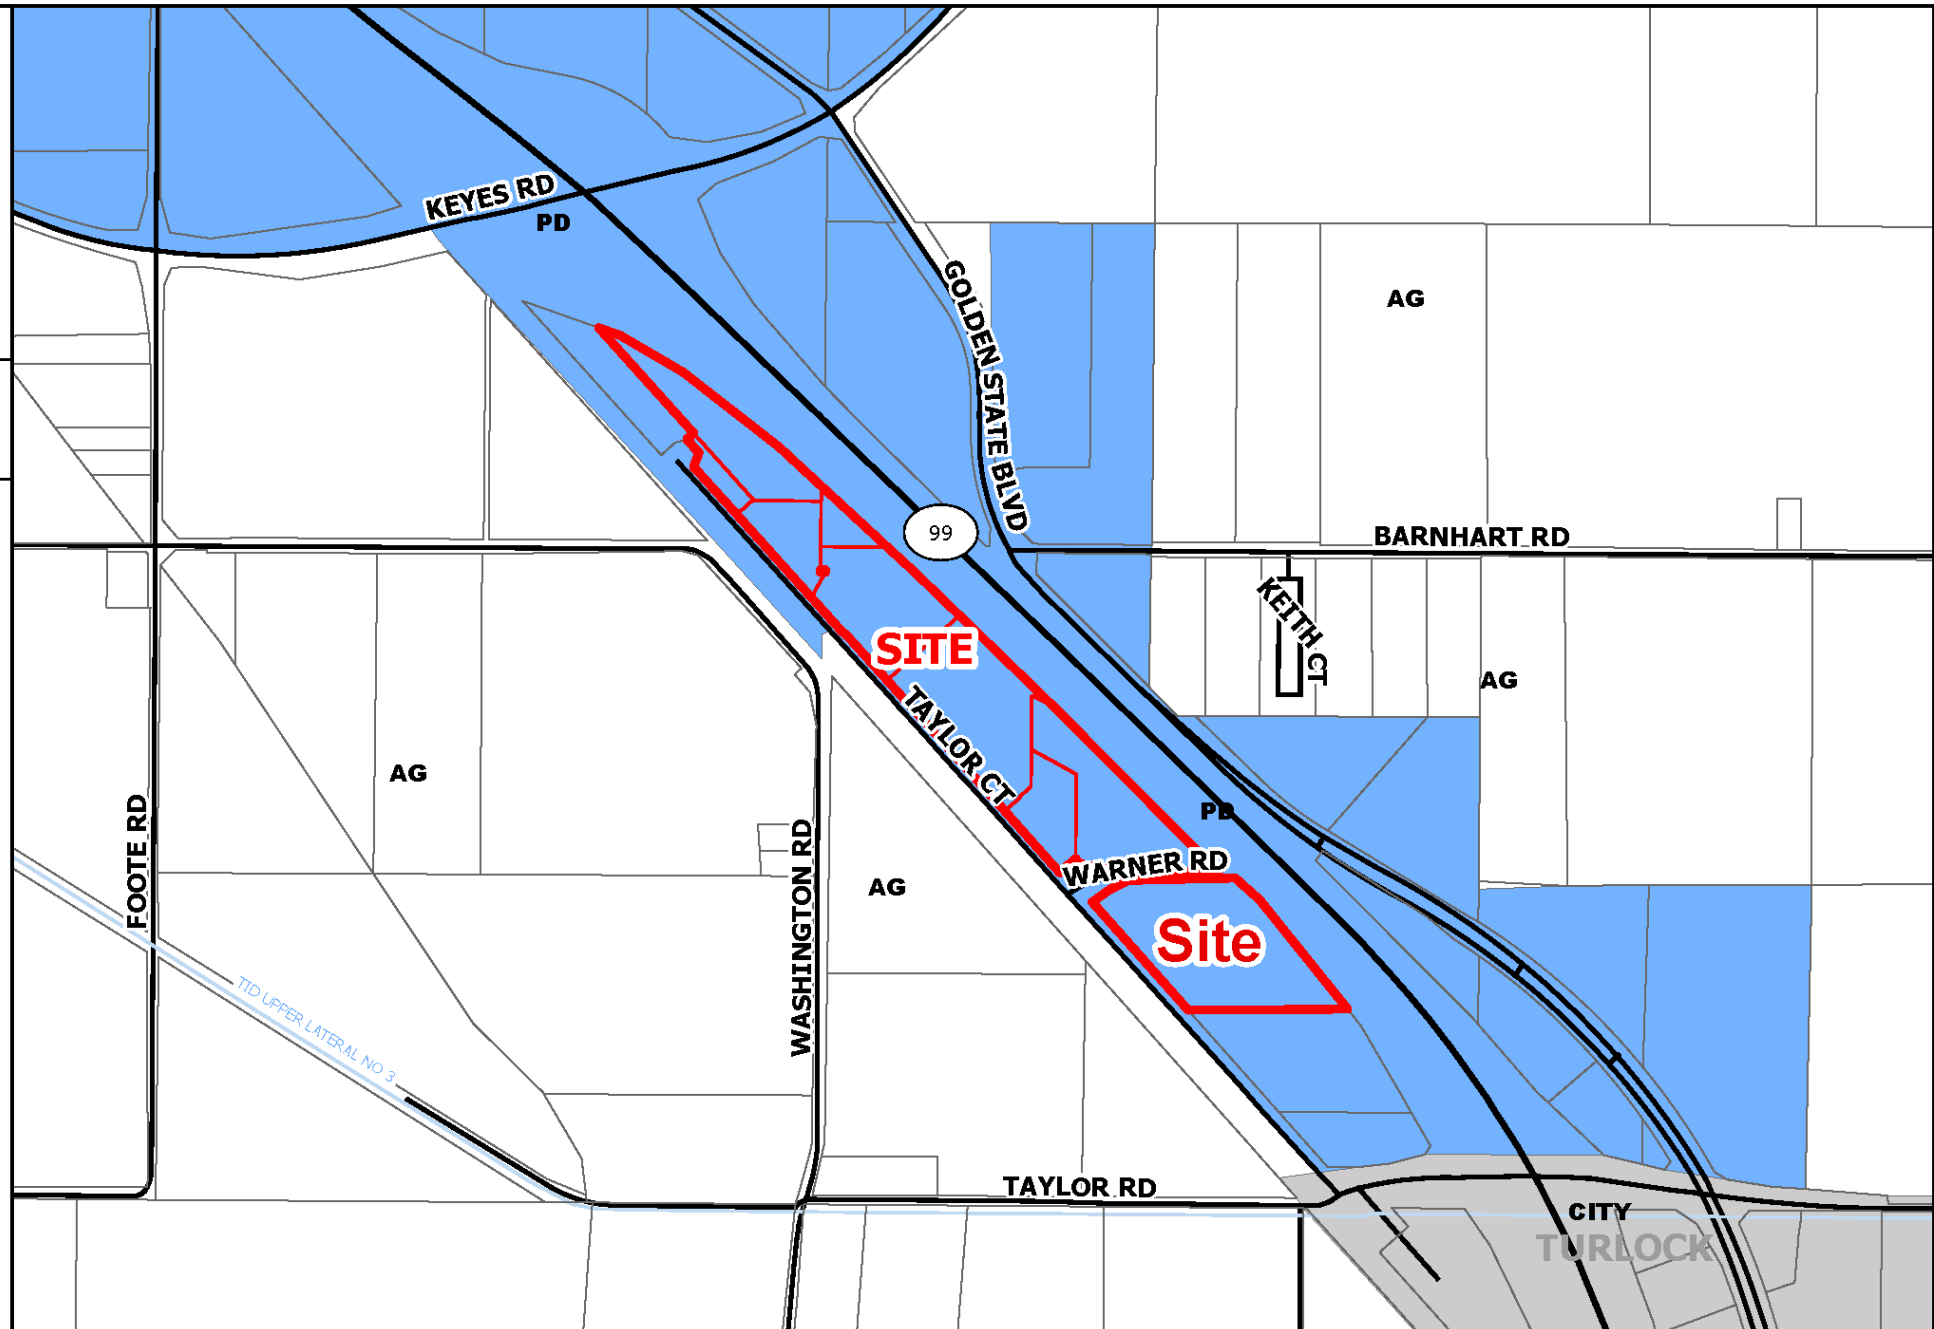 KEYES RD
PD
GOLDEN STATE BLVD
AG
99
BARNHART RD
KEITH CT
SITE
AG
TAYLOR CT
AG
PD
FOOTE RD
WASHINGTON RD
WARNER RD
AG
Site
TID UPPER LATERAL NO 3
TAYLOR RD
CITY
TURLOCK